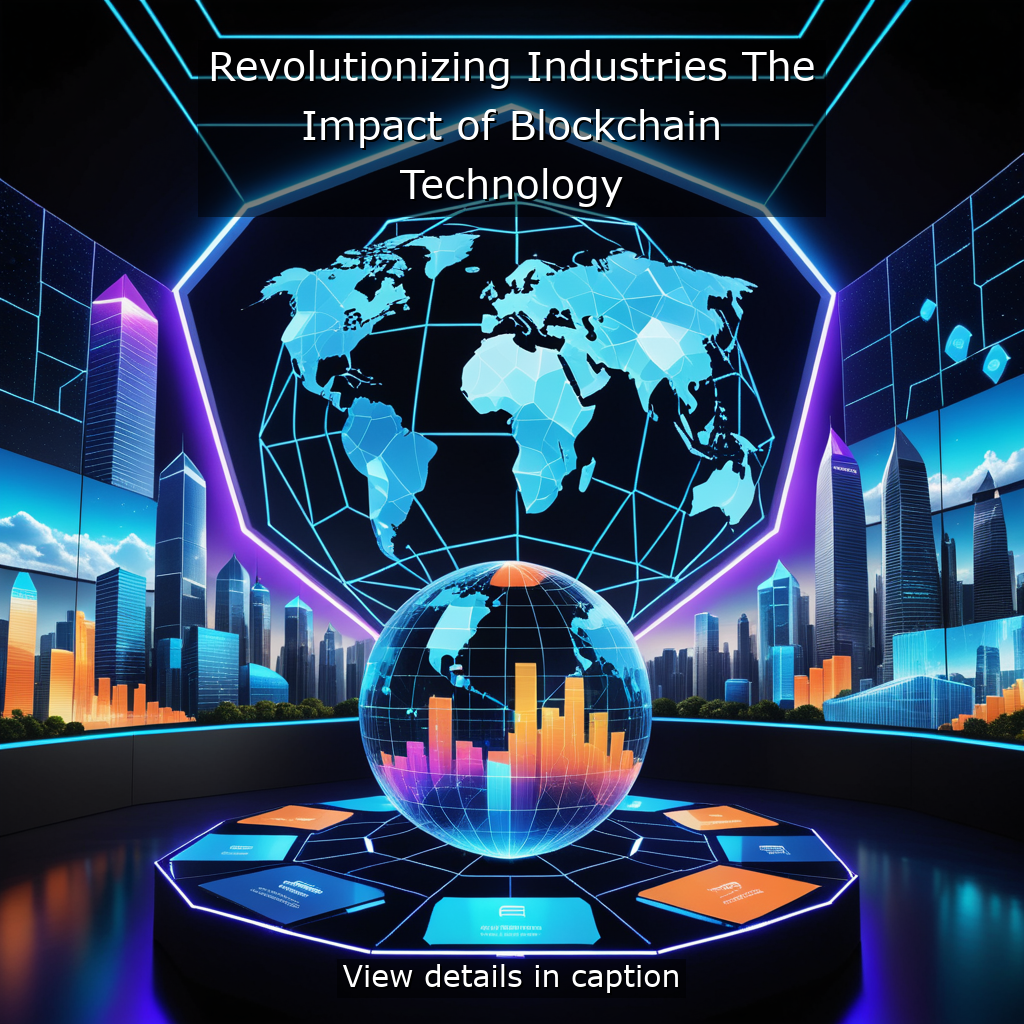 Revolutionizing Industries The
Impact of Blockchain
Technology
View details in caption